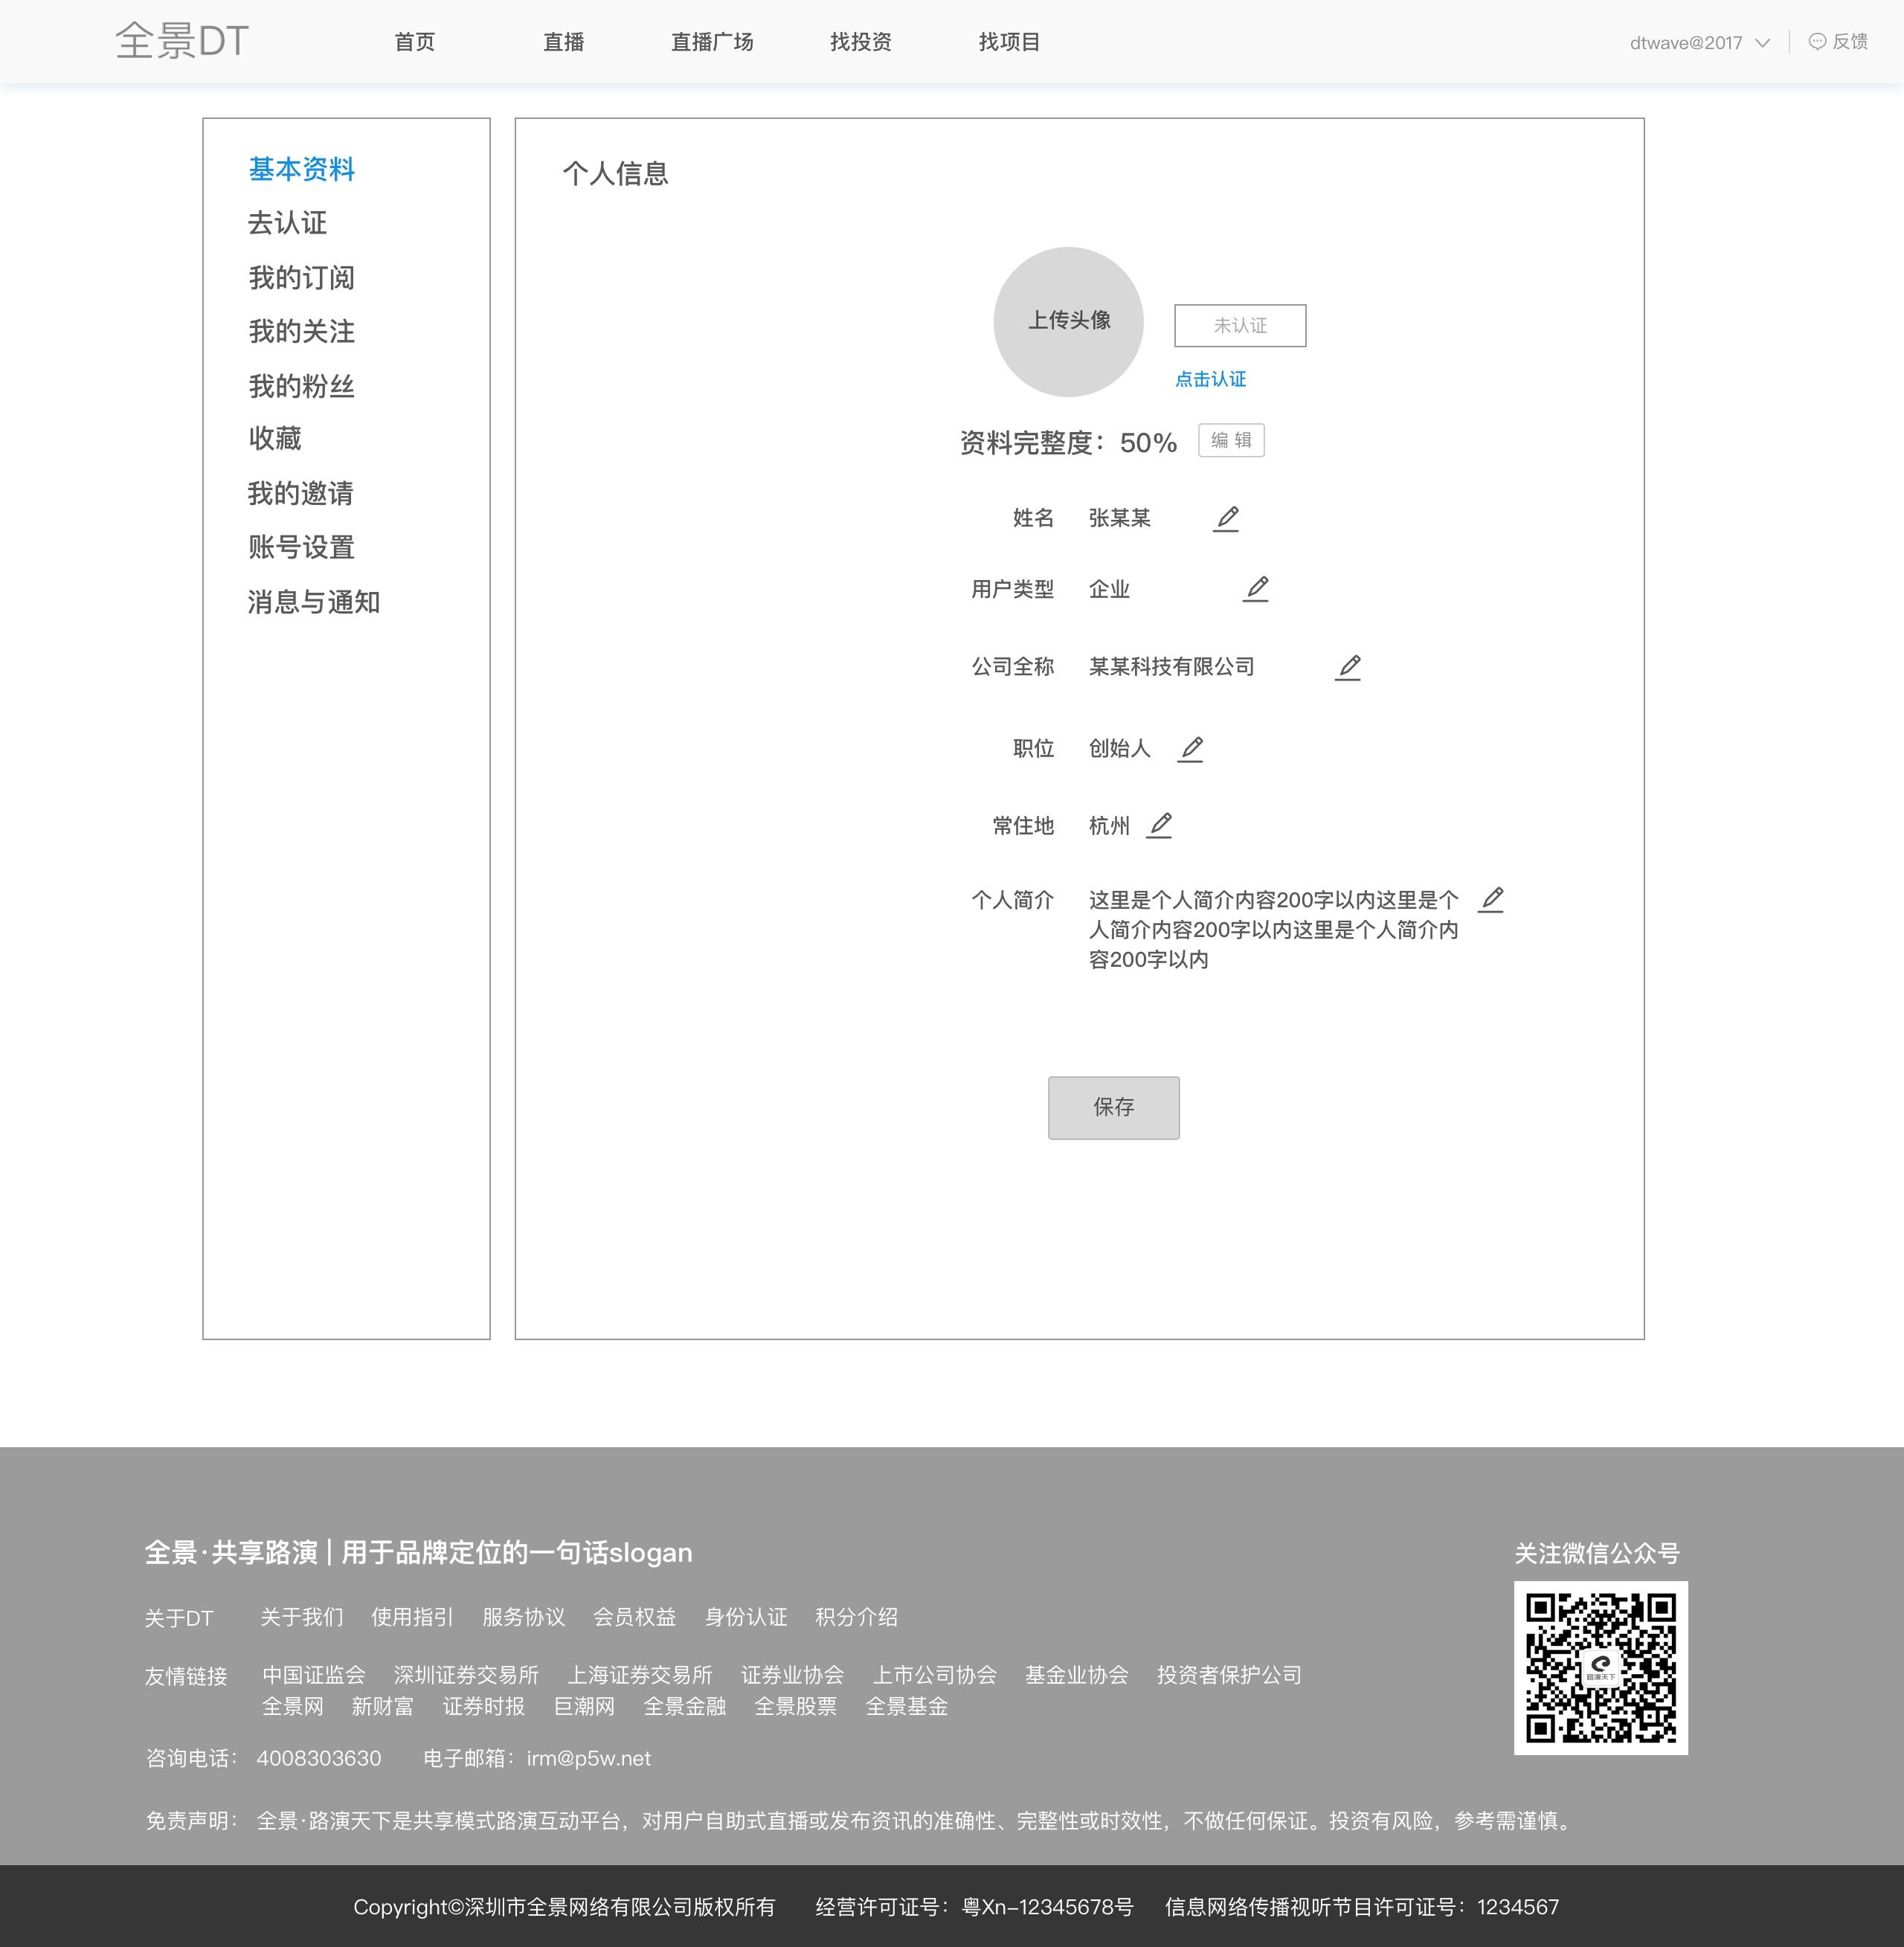 全景DT 首页 直播 直播广场 找投资 找项目 dtwave@2017 反馈
基本资料
去认证
我的订阅
我的关注
我的粉丝
收藏
我的邀请
账号设置
消息与通知
个人信息
上传头像
未认证
点击认证
资料完整度：50% 编 辑
姓名 张某某
用户类型 企业
公司全称 某某科技有限公司
职位 创始人
常住地 杭州
个人简介 这里是个人简介内容200字以内这里是个
人简介内容200字以内这里是个人简介内
容200字以内
保存
全景·共享路演 | 用于品牌定位的一句话slogan
关于DT 关于我们 使用指引 服务协议 会员权益 身份认证 积分介绍
友情链接 中国证监会 深圳证券交易所 上海证券交易所 证券业协会 上市公司协会 基金业协会 投资者保护公司
全景网 新财富 证券时报 巨潮网 全景金融 全景股票 全景基金
咨询电话： 4008303630 电子邮箱：irm@p5w.net
免责声明： 全景·路演天下是共享模式路演互动平台，对用户自助式直播或发布资讯的准确性、完整性或时效性，不做任何保证。投资有风险，参考需谨慎。
关注微信公众号
路演天下
Copyright©深圳市全景网络有限公司版权所有 经营许可证号：粤Xn-12345678号 信息网络传播视听节目许可证号：1234567